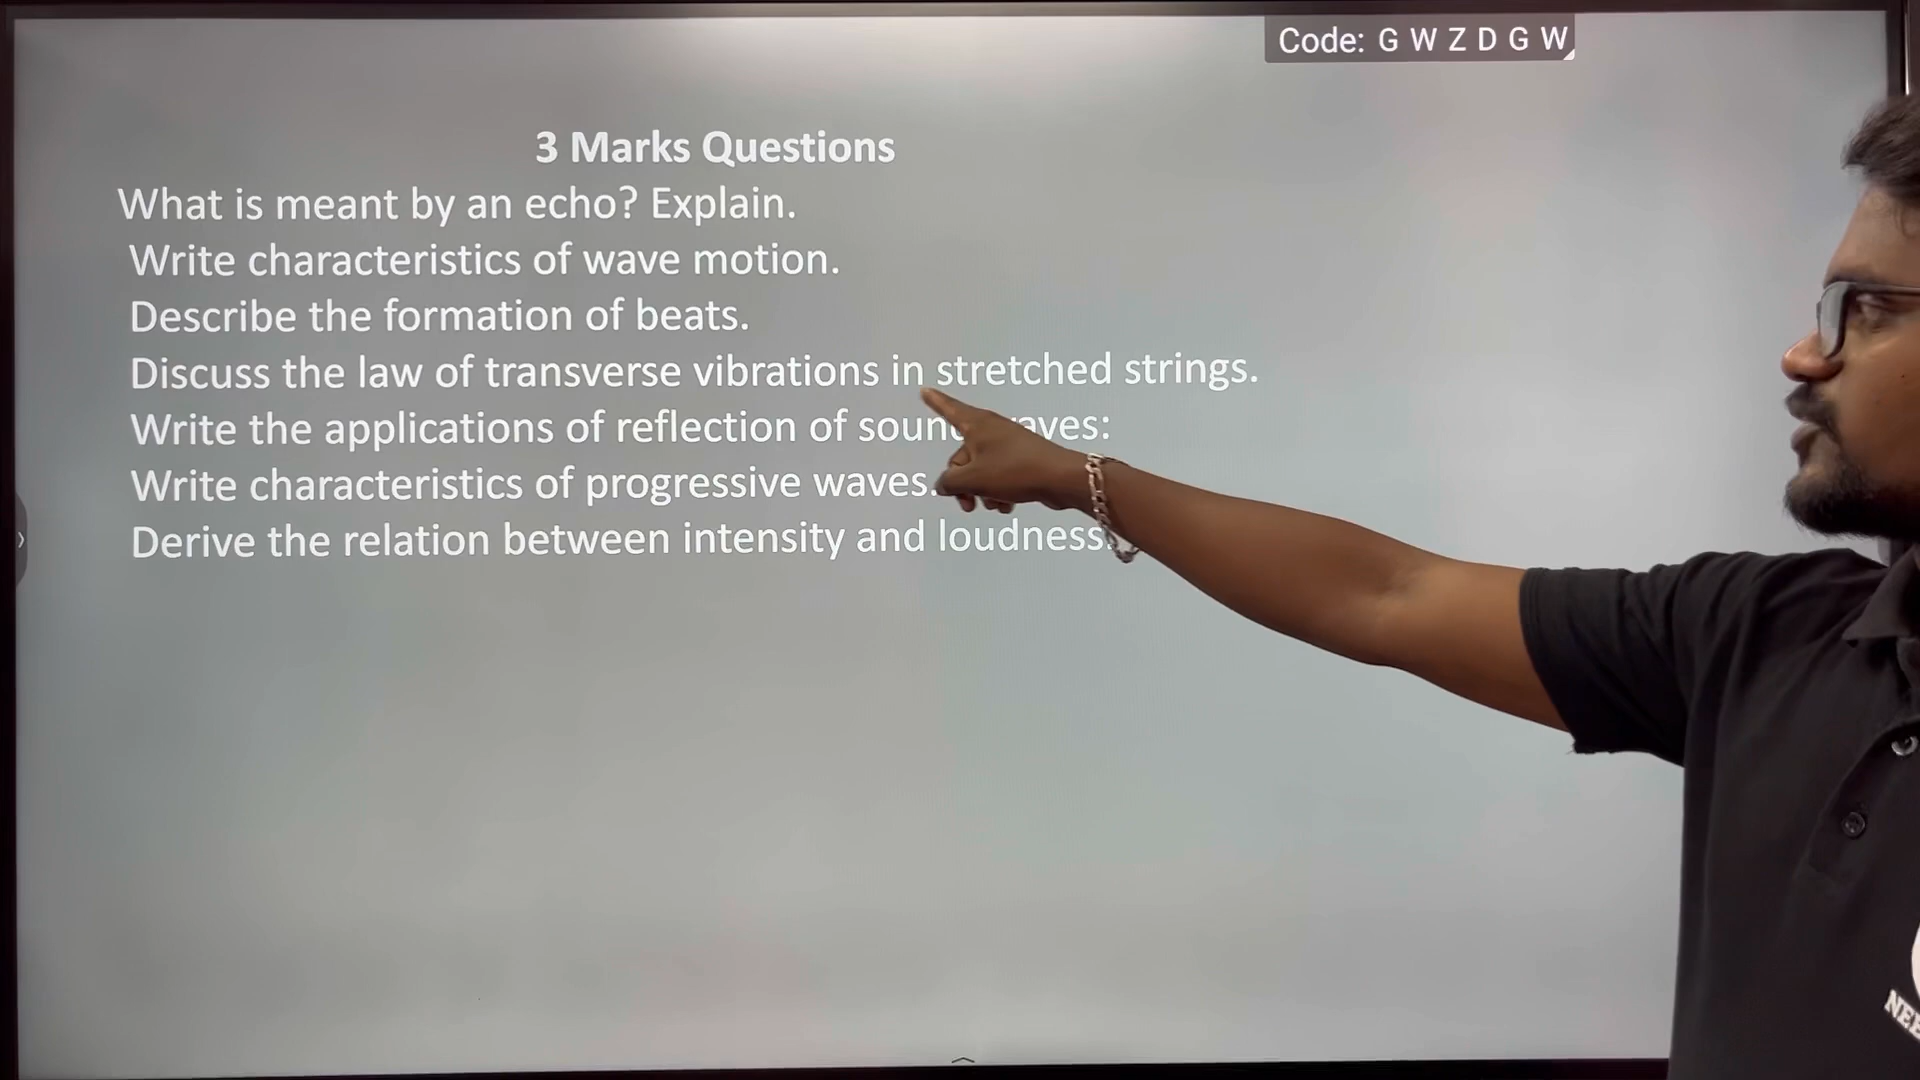 Code: G W Z D G W
3 Marks Questions
What is meant by an echo? Explain.
Write characteristics of wave motion.
Describe the formation of beats.
Discuss the law of transverse vibrations in stretched strings.
Write the applications of reflection of sound waves:
Write characteristics of progressive waves.
Derive the relation between intensity and loudness.